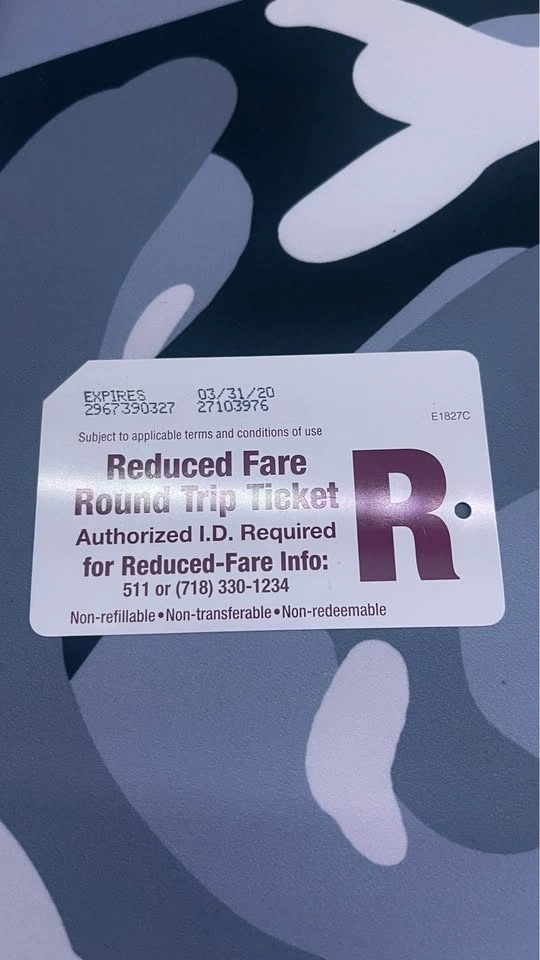 EXPIRES 03/31/20
2967390327 27103976
E1827C
Subject to applicable terms and conditions of use
Reduced Fare
Round Trip Ticket
R
Authorized I.D. Required
for Reduced-Fare Info:
511 or (718) 330-1234
Non-refillable•Non-transferable•Non-redeemable